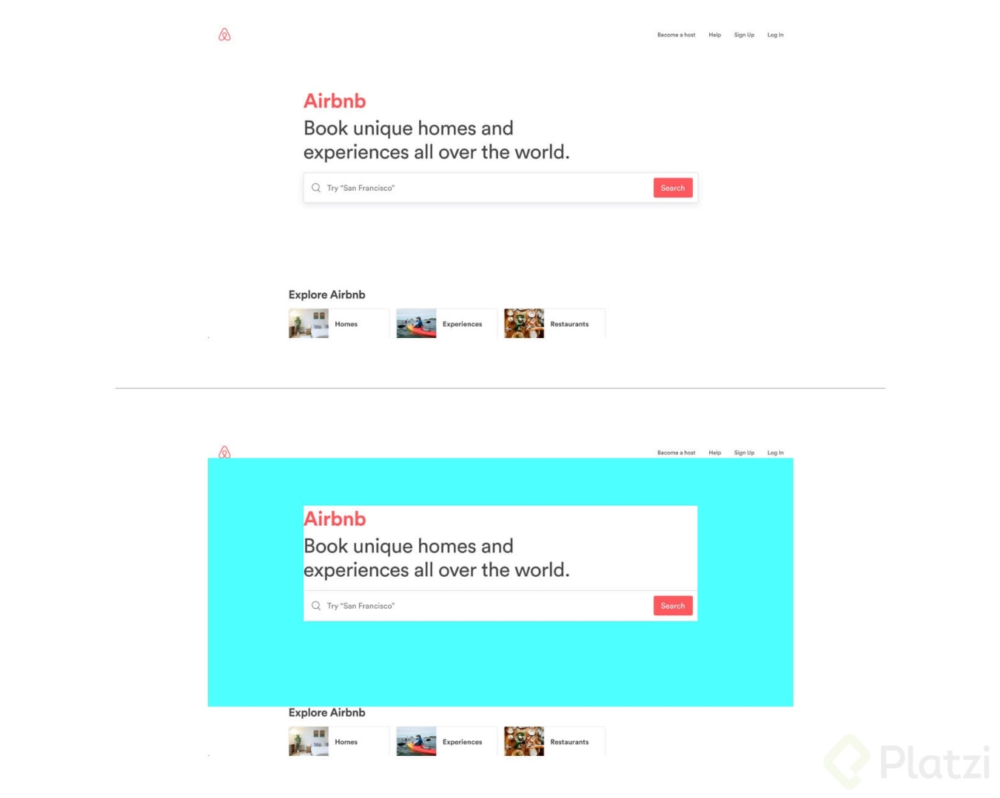 Become a host Help Sign Up Log In
Airbnb
Book unique homes and
experiences all over the world.
Try “San Francisco” Search
Explore Airbnb
Homes Experiences Restaurants
Become a host Help Sign Up Log In
Airbnb
Book unique homes and
experiences all over the world.
Try “San Francisco” Search
Explore Airbnb
Homes Experiences Restaurants
Platzi